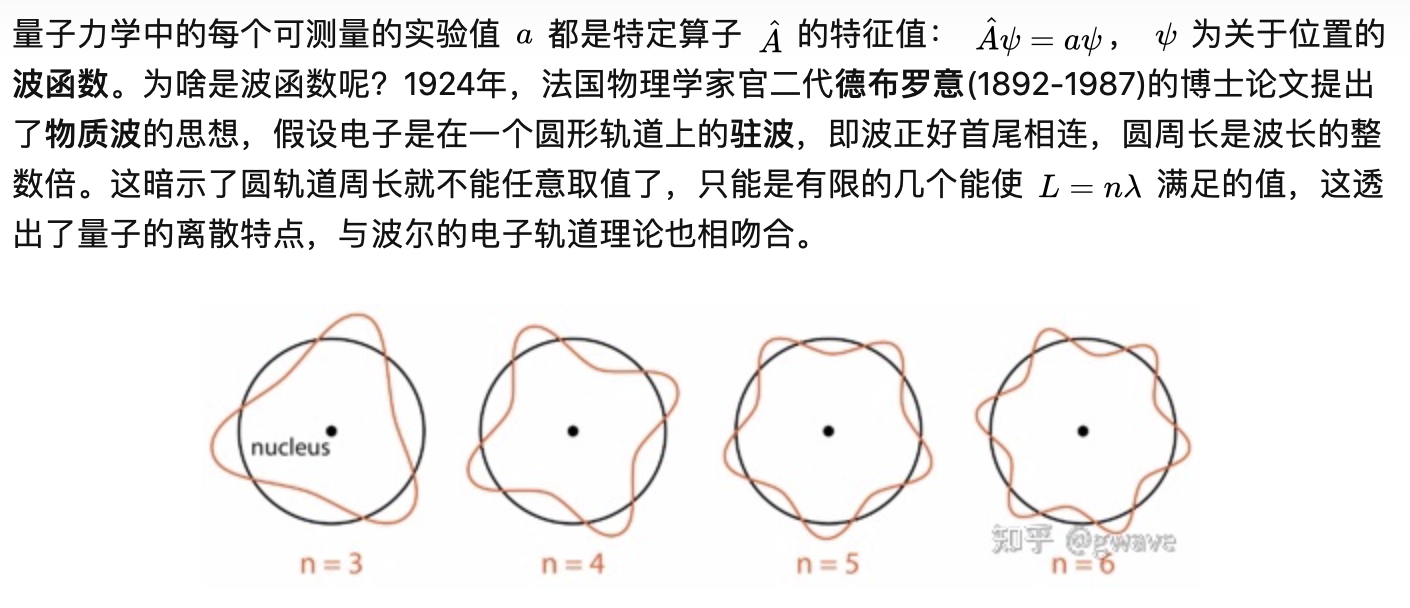 量子力学中的每个可测量的实验值 a 都是特定算子 Â 的特征值： Âψ = aψ， ψ 为关于位置的
波函数。为啥是波函数呢？1924年，法国物理学家官二代德布罗意(1892-1987)的博士论文提出
了物质波的思想，假设电子是在一个圆形轨道上的驻波，即波正好首尾相连，圆周长是波长的整
数倍。这暗示了圆轨道周长就不能任意取值了，只能是有限的几个能使 L = nλ 满足的值，这透
出了量子的离散特点，与波尔的电子轨道理论也相吻合。
nucleus
知乎 @gwave
n = 3 n = 4 n = 5 n = 6